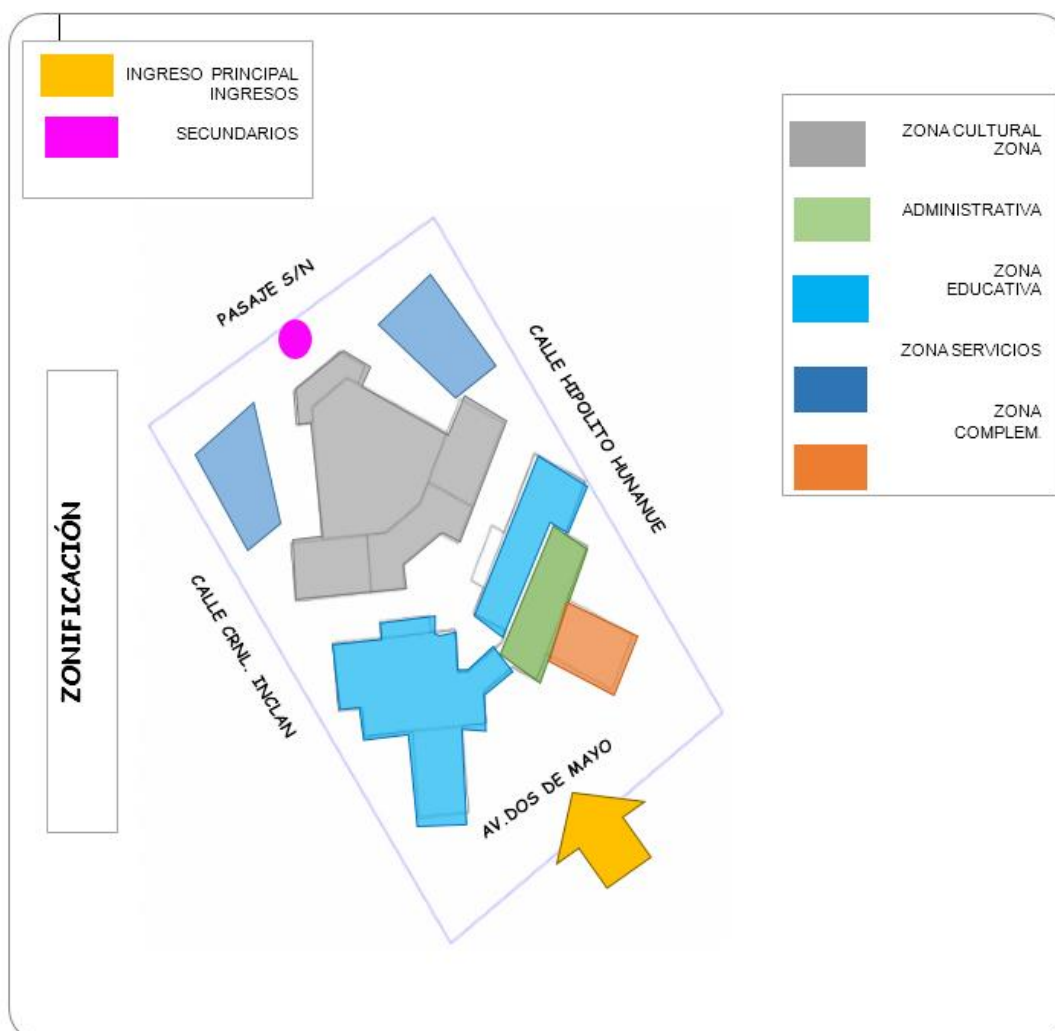 INGRESO PRINCIPAL
INGRESOS
SECUNDARIOS
ZONA CULTURAL
ZONA
ADMINISTRATIVA
ZONA
EDUCATIVA
ZONA SERVICIOS
ZONA
COMPLEM.
PASAJE S/N
CALLE HIPOLITO HUNANUE
ZONIFICACIÓN
CALLE CRNL. INCLAN
AV.DOS DE MAYO